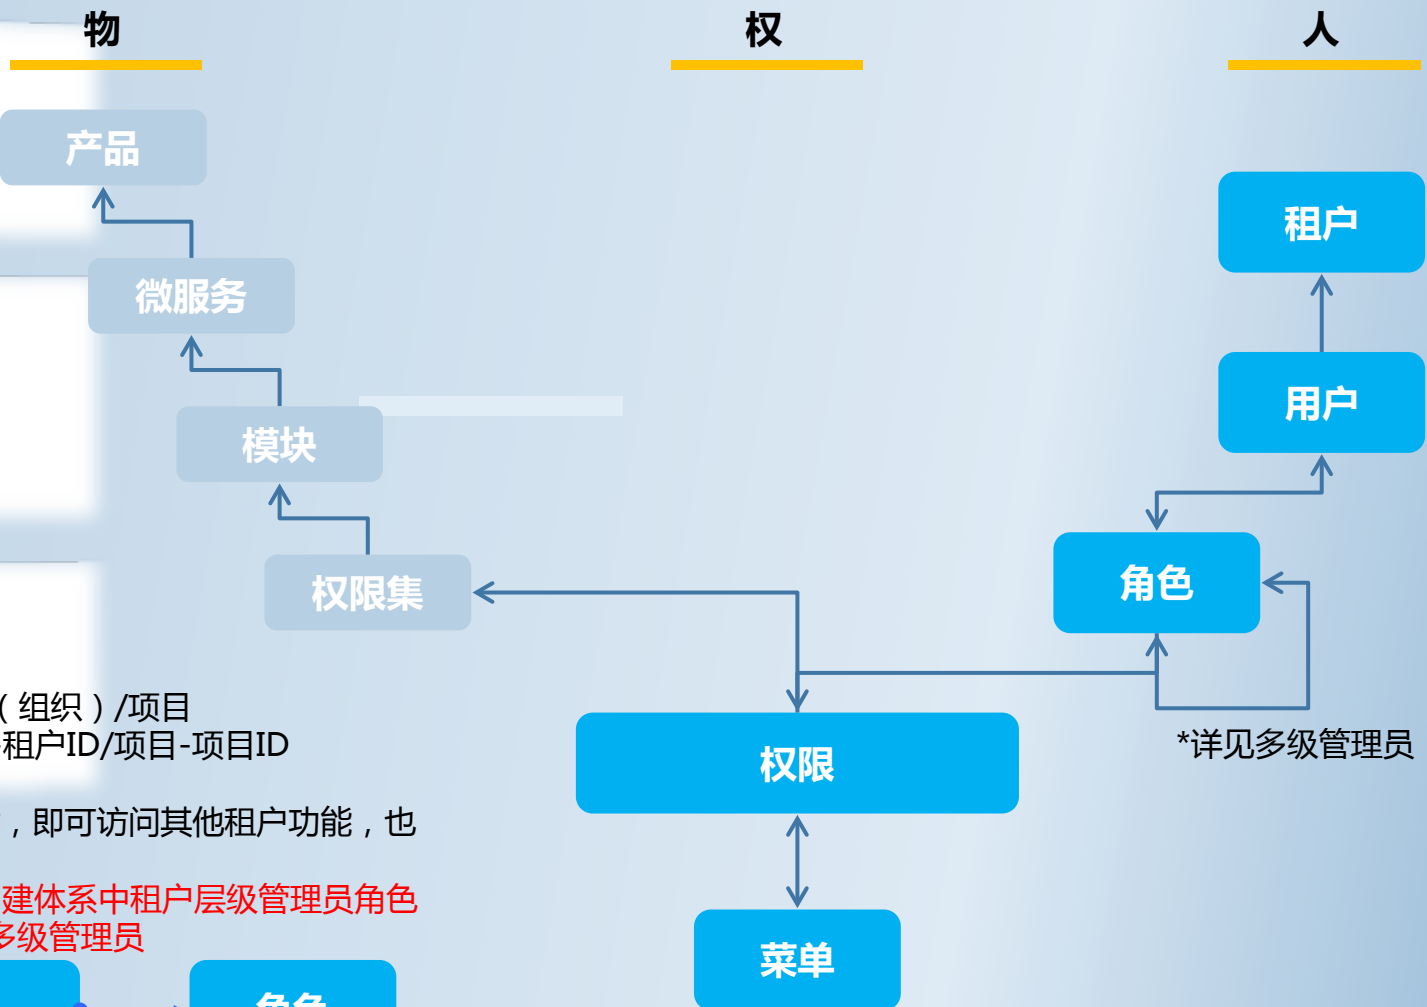 物
权
人
产品
租户
微服务
用户
模块
角色
权限集
（组织）/项目
租户ID/项目-项目ID
权限
*详见多级管理员
，即可访问其他租户功能，也
建体系中租户层级管理员角色
多级管理员
菜单
角色